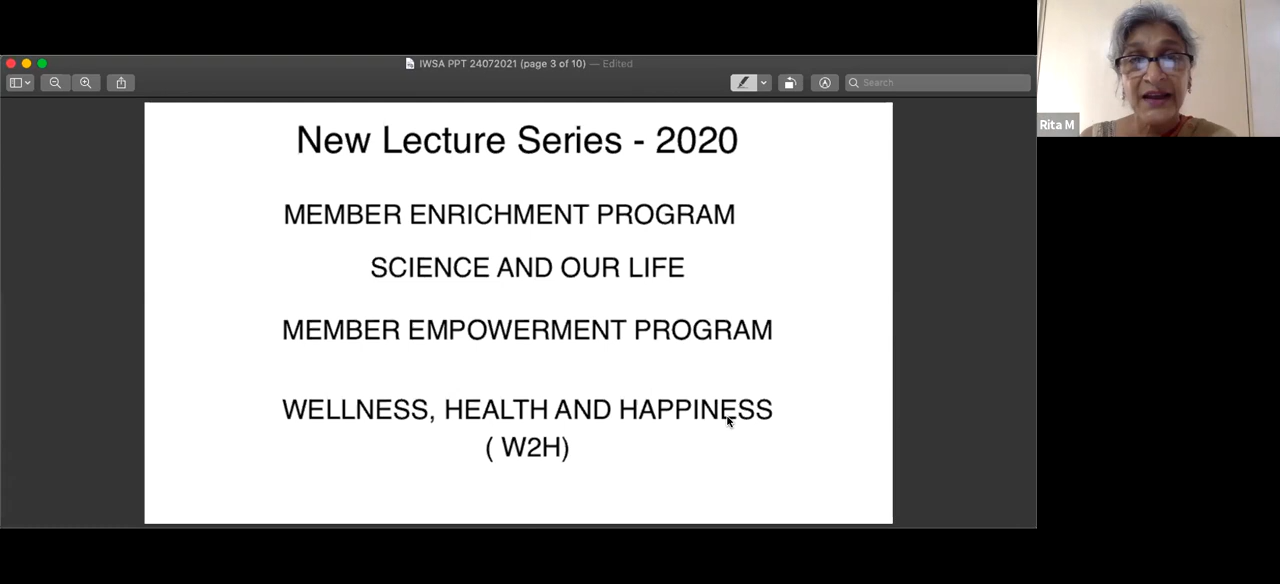 IWSA PPT 24072021 (page 3 of 10) — Edited
Search
New Lecture Series - 2020
MEMBER ENRICHMENT PROGRAM
SCIENCE AND OUR LIFE
MEMBER EMPOWERMENT PROGRAM
WELLNESS, HEALTH AND HAPPINESS
( W2H)
Rita M